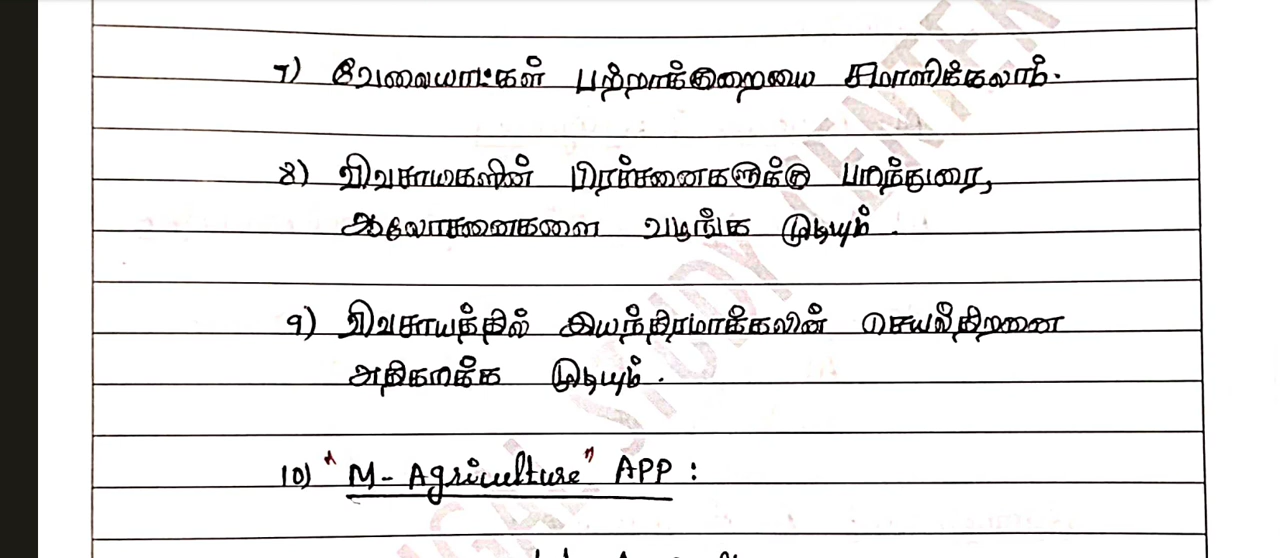 7) வேலையாட்கள் பற்றாக்குறையை சமாளிக்கலாம்.
8) விவசாயகளின் பிரச்சனைகளுக்கு பரிந்துரை,
ஆலோசனைகளை வழங்க முடியும்.
9) விவசாயத்தில் இயந்திரமாக்கலின் செயல்திறனை
அதிகரிக்க முடியும்.
10) "M-Agriculture" APP: